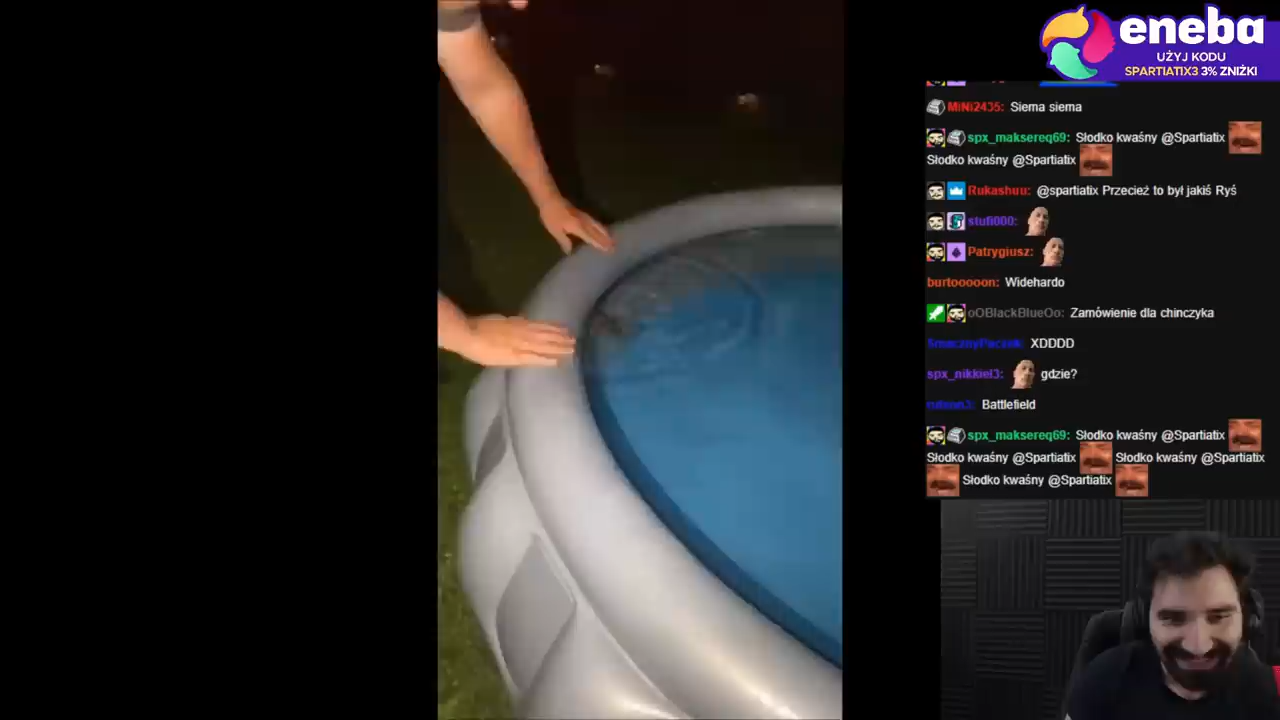 eneba
UŻYJ KODU
SPARTIATIX3 3% ZNIŻKI
MiNi2435: Siema siema
spx_maksereq69: Słodko kwaśny @Spartiatix
Słodko kwaśny @Spartiatix
Rukashuu: @spartiatix Przecież to był jakiś Ryś
stufi000:
Patrygiusz:
burtooooon: Widehardo
oOBlackBlueOo: Zamówienie dla chinczyka
SmacznyPaczek: XDDDD
spx_nikkiel3: gdzie?
Battlefield
spx_maksereq69: Słodko kwaśny @Spartiatix
Słodko kwaśny @Spartiatix Słodko kwaśny @Spartiatix
Słodko kwaśny @Spartiatix